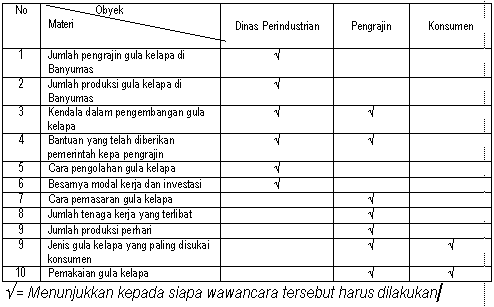 No Obyek
Materi Dinas Perindustrian Pengrajin Konsumen
1 Jumlah pengrajin gula kelapa di √
Banyumas
2 Jumlah produksi gula kelapa di √
Banyumas
3 Kendala dalam pengembangan gula √ √
kelapa
4 Bantuan yang telah diberikan √ √
pemerintah kepa pengrajin
5 Cara pengolahan gula kelapa √
6 Besarnya modal kerja dan investasi √
7 Cara pemasaran gula kelapa √
8 Jumlah tenaga kerja yang terlibat √
9 Jumlah produksi perhari √
9 Jenis gula kelapa yang paling disukai √ √
konsumen
10 Pemakaian gula kelapa √ √
√ = Menunjukkan kepada siapa wawancara tersebut harus dilakukan